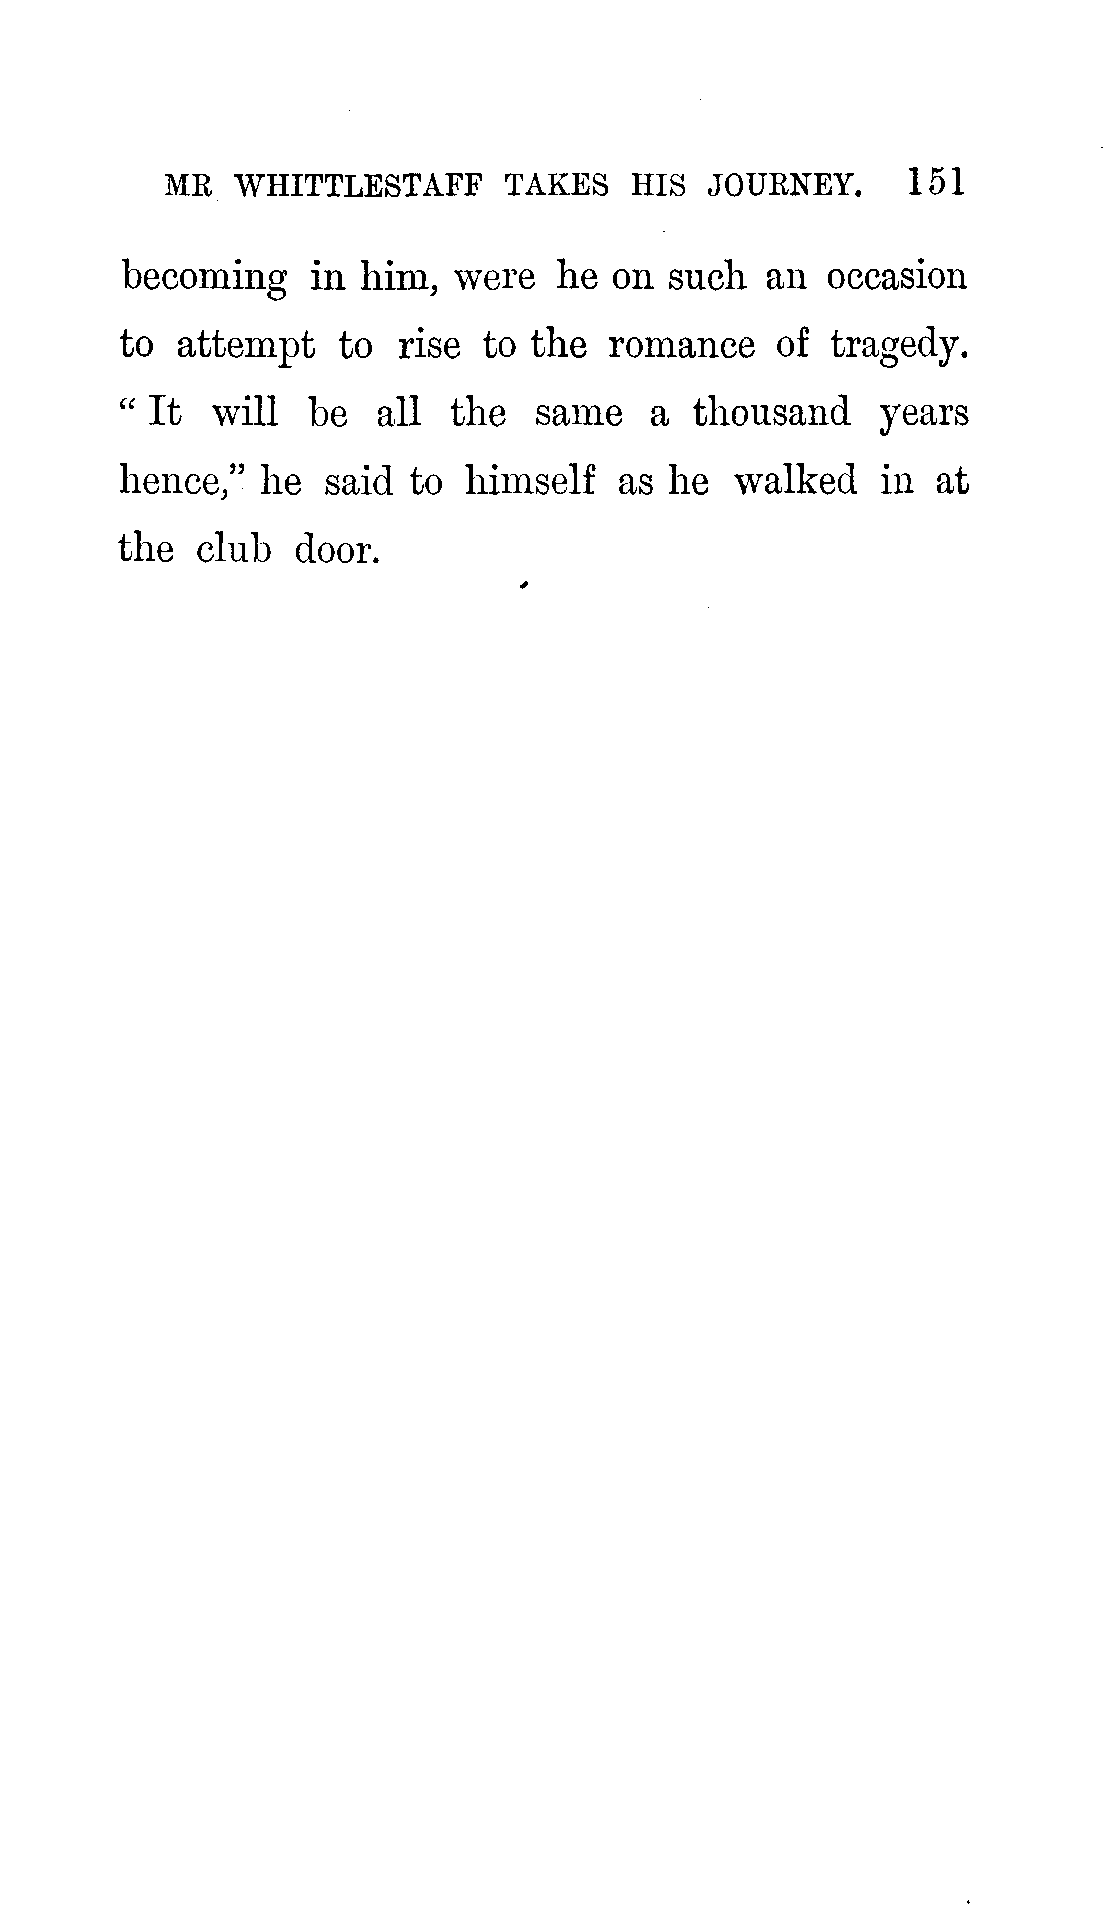 MR WHITTLESTAFF TAKES HIS JOURNEY. 151
becoming in him, were he on such an occasion
to attempt to rise to the romance of tragedy.
“ It will be all the same a thousand years
hence,” he said to himself as he walked in at
the club door.